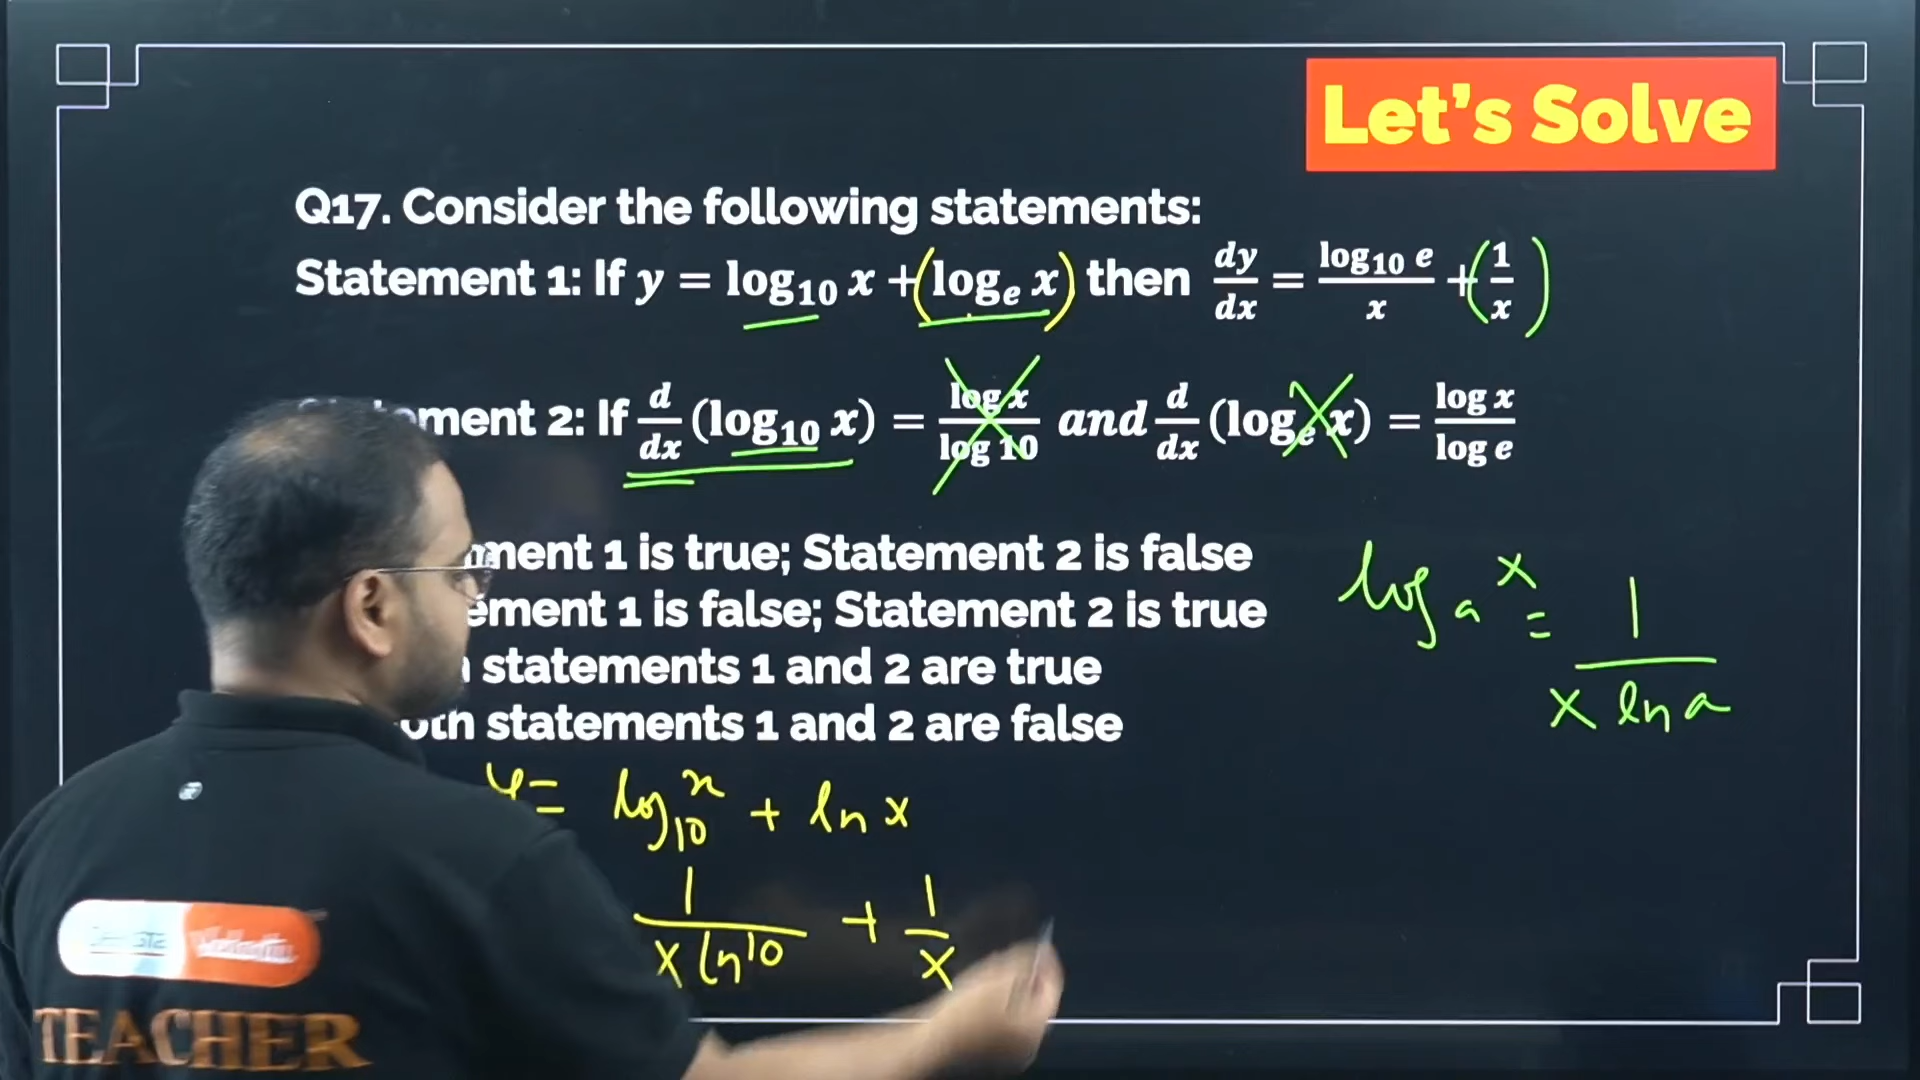 Let's Solve
Q17. Consider the following statements:
Statement 1: If y = log₁₀ x + (logₑ x) then dy/dx = log₁₀ e/x + (1/x)
ment 2: If d/dx (log₁₀ x) = log x/log 10 and d/dx (logₑ x) = log x/log e
ment 1 is true; Statement 2 is false
ement 1 is false; Statement 2 is true
statements 1 and 2 are true
oth statements 1 and 2 are false
logₐ x = 1/(x ln a)
y = log₁₀ x + ln x
1/(x ln 10) + 1/x
TEACHER